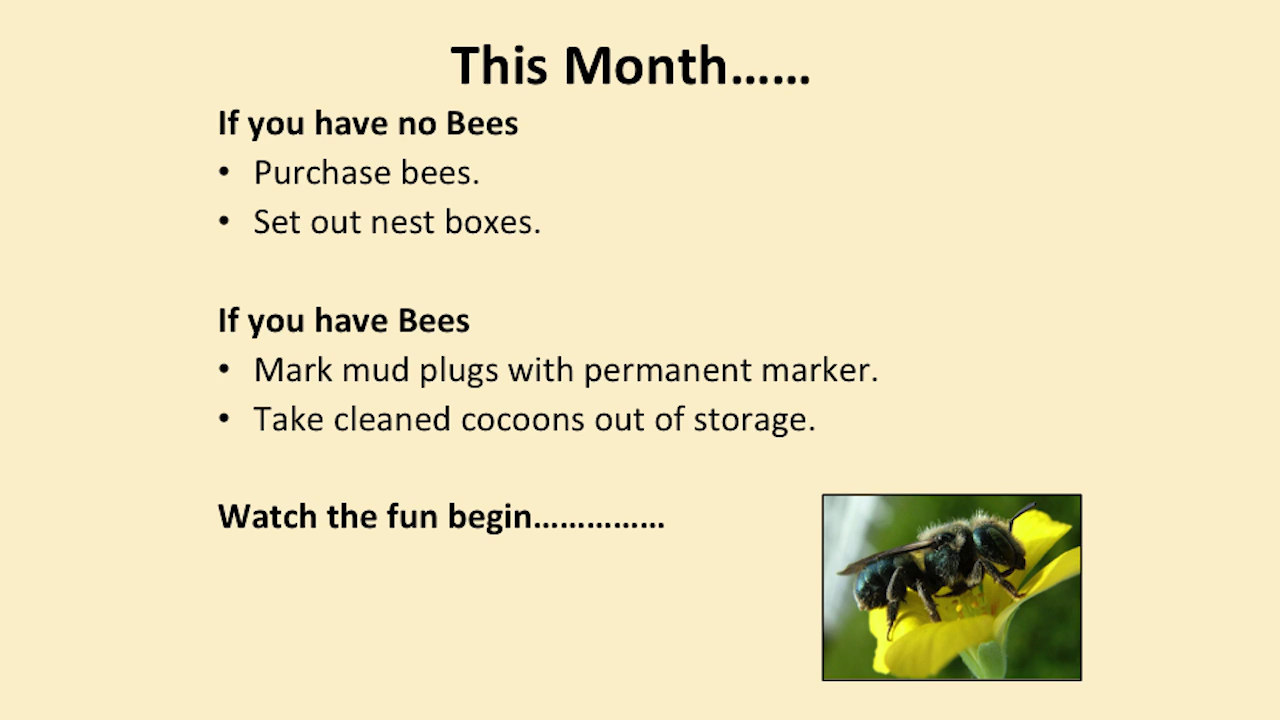 This Month……
If you have no Bees
• Purchase bees.
• Set out nest boxes.
If you have Bees
• Mark mud plugs with permanent marker.
• Take cleaned cocoons out of storage.
Watch the fun begin……………